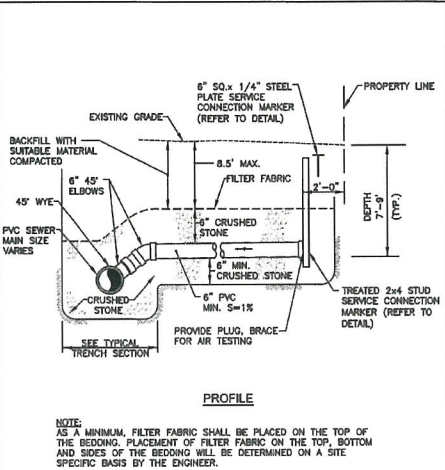 6" SQ.x 1/4" STEEL
PLATE SERVICE
CONNECTION MARKER
(REFER TO DETAIL)
PROPERTY LINE
EXISTING GRADE
BACKFILL WITH
SUITABLE MATERIAL
COMPACTED
8.5' MAX.
FILTER FABRIC
2'-0"
6" 45'
ELBOWS
45' WYE
DEPTH
7'-9'
(TYP.)
6" CRUSHED
STONE
PVC SEWER
MAIN SIZE
VARIES
6" MIN.
CRUSHED STONE
CRUSHED
STONE
6" PVC
MIN. S=1%
TREATED 2x4 STUD
SERVICE CONNECTION
MARKER (REFER TO
DETAIL)
PROVIDE PLUG, BRACE
FOR AIR TESTING
SEE TYPICAL
TRENCH SECTION
PROFILE
NOTE:
AS A MINIMUM, FILTER FABRIC SHALL BE PLACED ON THE TOP OF
THE BEDDING. PLACEMENT OF FILTER FABRIC ON THE TOP, BOTTOM
AND SIDES OF THE BEDDING WILL BE DETERMINED ON A SITE
SPECIFIC BASIS BY THE ENGINEER.